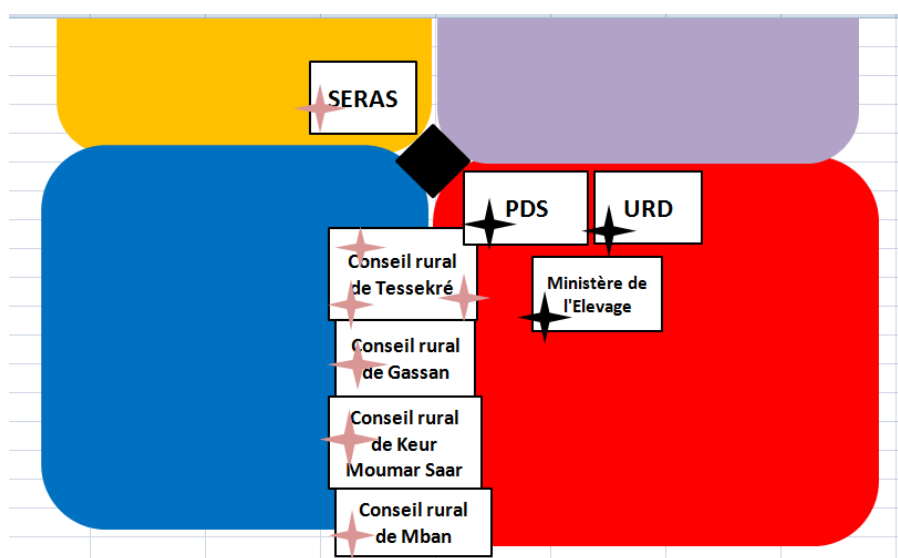 SERAS
PDS
URD
Conseil rural
de Tessekré
Ministère de
l'Elevage
Conseil rural
de Gassan
Conseil rural
de Keur
Moumar Saar
Conseil rural
de Mban